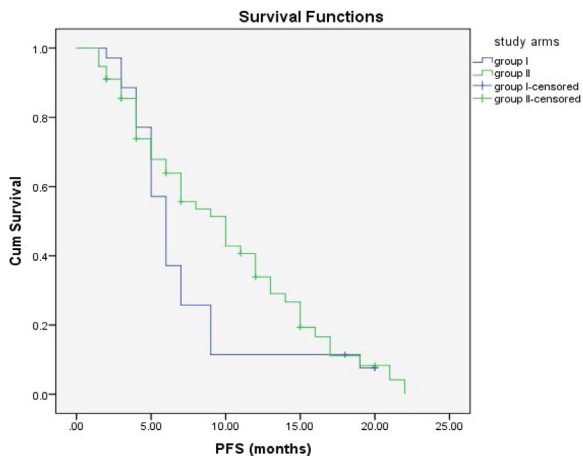 Survival Functions
study arms
group I
group II
group I-censored
group II-censored
Cum Survival
1.0
0.8
0.6
0.4
0.2
0.0
.00 5.00 10.00 15.00 20.00 25.00
PFS (months)